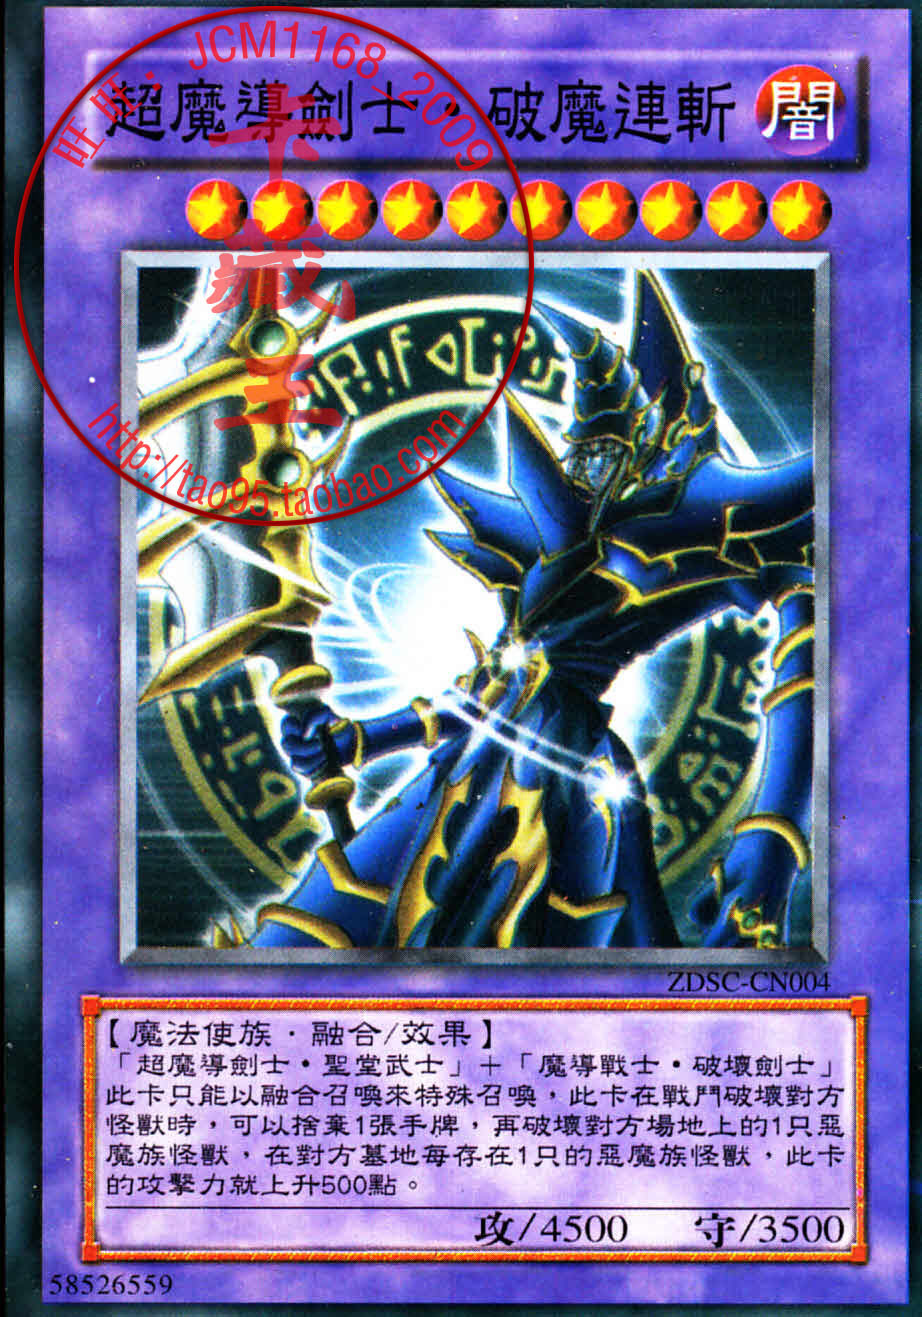 旺旺：JCM1168_2009
卡藏王
http://tao95.taobao.com
超魔導劍士·破魔連斬 闇
ZDSC-CN004
【魔法使族·融合/效果】
「超魔導劍士·聖堂武士」＋「魔導戰士·破壞劍士」
此卡只能以融合召喚來特殊召喚，此卡在戰鬥破壞對方
怪獸時，可以捨棄1張手牌，再破壞對方場地上的1只惡
魔族怪獸，在對方墓地每存在1只的惡魔族怪獸，此卡
的攻擊力就上升500點。
攻/4500 守/3500
58526559